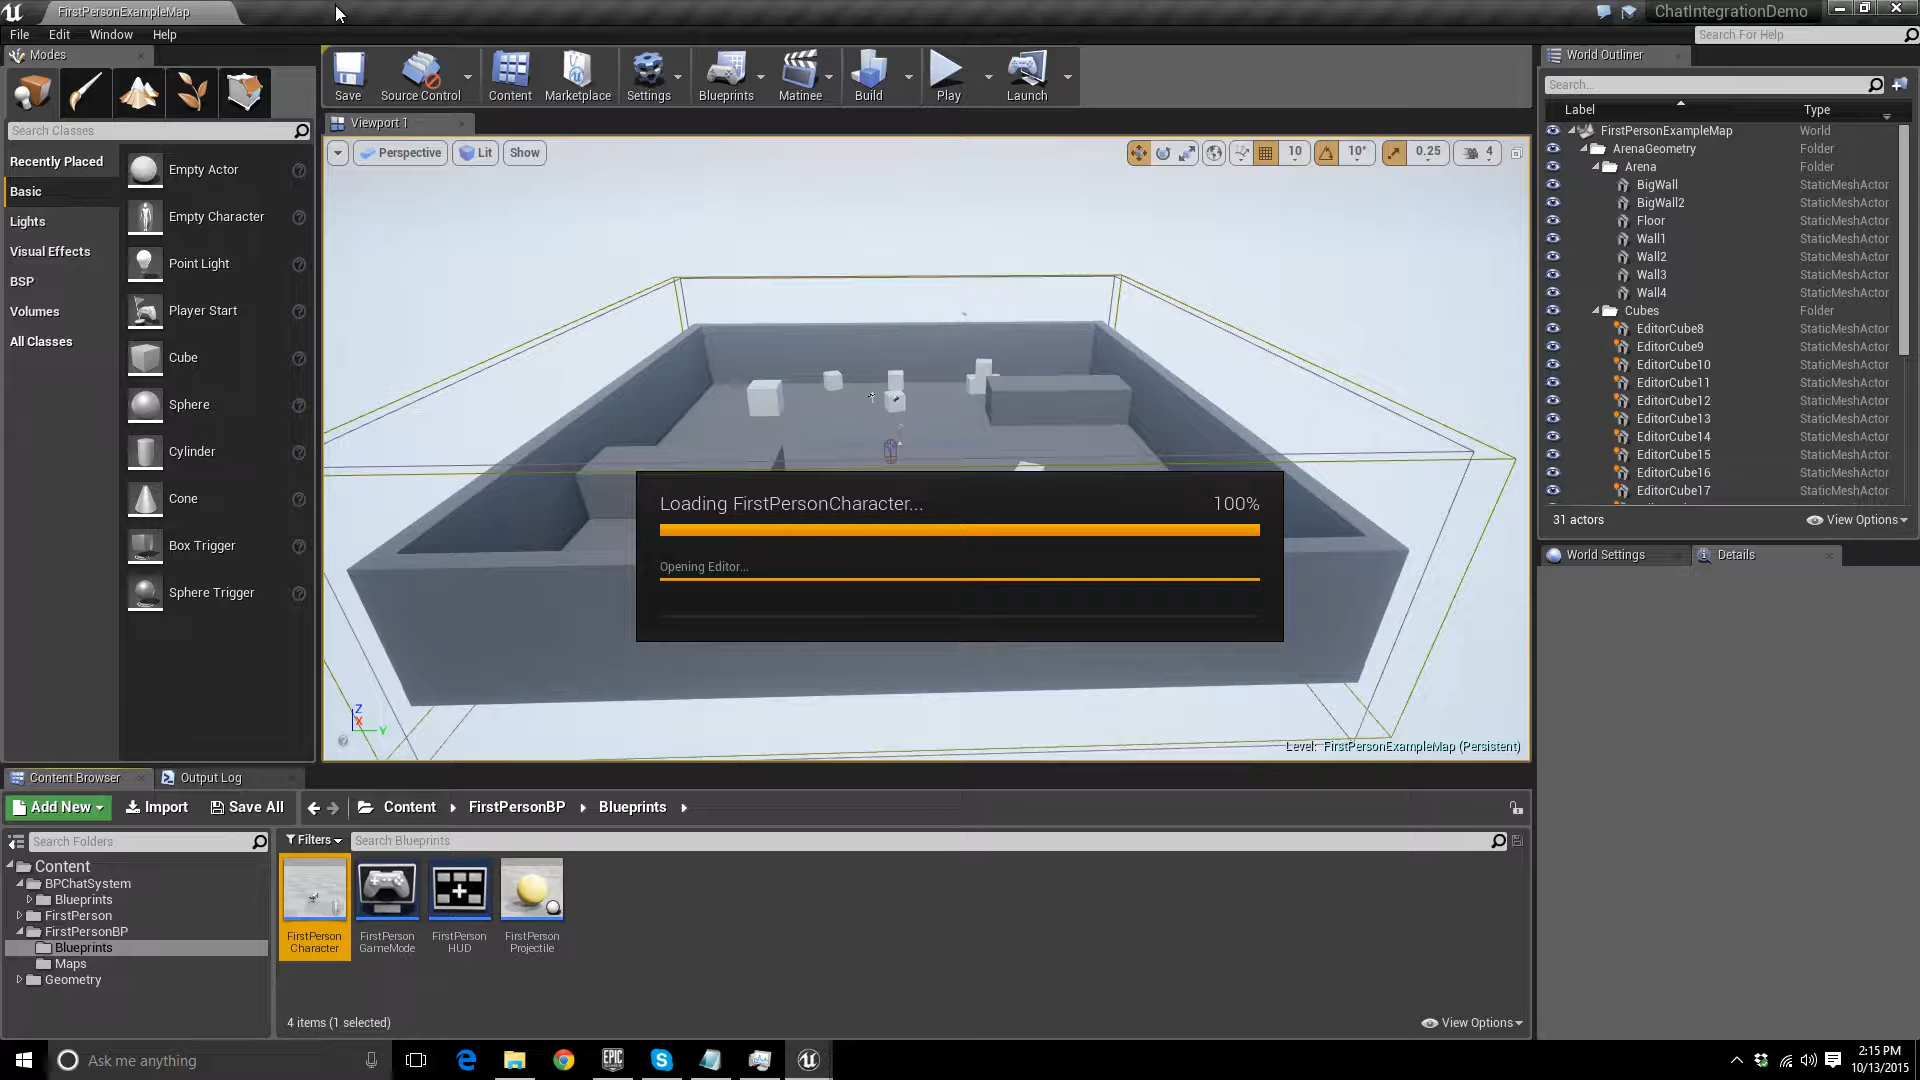 FirstPersonExampleMap
ChatIntegrationDemo
File Edit Window Help
Search For Help
Modes
Save
Source Control
Content
Marketplace
Settings
Blueprints
Matinee
Build
Play
Launch
World Outliner
Search...
Label Type
Search Classes
Viewport 1
Perspective
Lit
Show
10
10°
0.25
4
Recently Placed
Basic
Lights
Visual Effects
BSP
Volumes
All Classes
Empty Actor
Empty Character
Point Light
Player Start
Cube
Sphere
Cylinder
Cone
Box Trigger
Sphere Trigger
FirstPersonExampleMap World
ArenaGeometry Folder
Arena Folder
BigWall StaticMeshActor
BigWall2 StaticMeshActor
Floor StaticMeshActor
Wall1 StaticMeshActor
Wall2 StaticMeshActor
Wall3 StaticMeshActor
Wall4 StaticMeshActor
Cubes Folder
EditorCube8 StaticMeshActor
EditorCube9 StaticMeshActor
EditorCube10 StaticMeshActor
EditorCube11 StaticMeshActor
EditorCube12 StaticMeshActor
EditorCube13 StaticMeshActor
EditorCube14 StaticMeshActor
EditorCube15 StaticMeshActor
EditorCube16 StaticMeshActor
EditorCube17 StaticMeshActor
31 actors
View Options
World Settings
Details
Loading FirstPersonCharacter... 100%
Opening Editor...
Z
X
Y
Level: FirstPersonExampleMap (Persistent)
Content Browser
Output Log
Add New
Import
Save All
Content
FirstPersonBP
Blueprints
Search Folders
Filters
Search Blueprints
Content
BPChatSystem
Blueprints
FirstPerson
FirstPersonBP
Blueprints
Maps
Geometry
FirstPerson
Character
FirstPerson
GameMode
FirstPerson
HUD
FirstPerson
Projectile
4 items (1 selected)
View Options
Ask me anything
EPIC
2:15 PM
10/13/2015